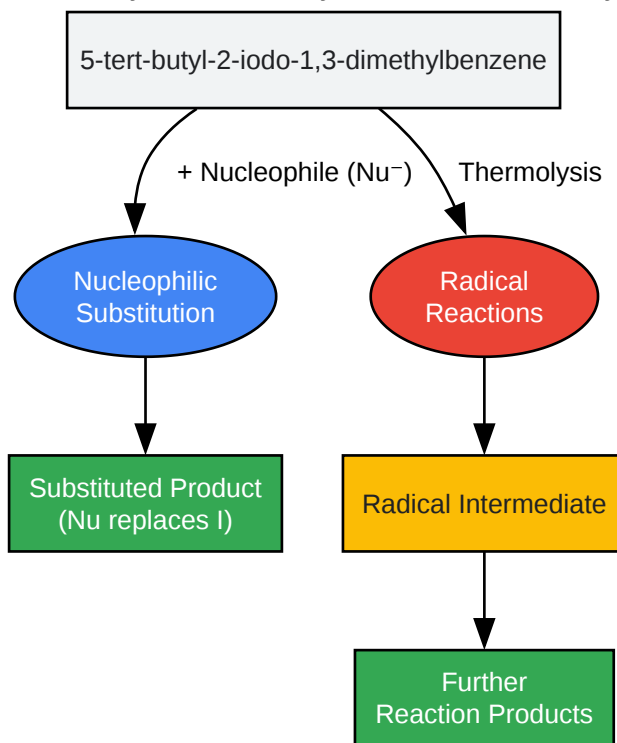 5-tert-butyl-2-iodo-1,3-dimethylbenzene
+ Nucleophile (Nu⁻)
Thermolysis
Nucleophilic
Substitution
Radical
Reactions
Substituted Product
(Nu replaces I)
Radical Intermediate
Further
Reaction Products